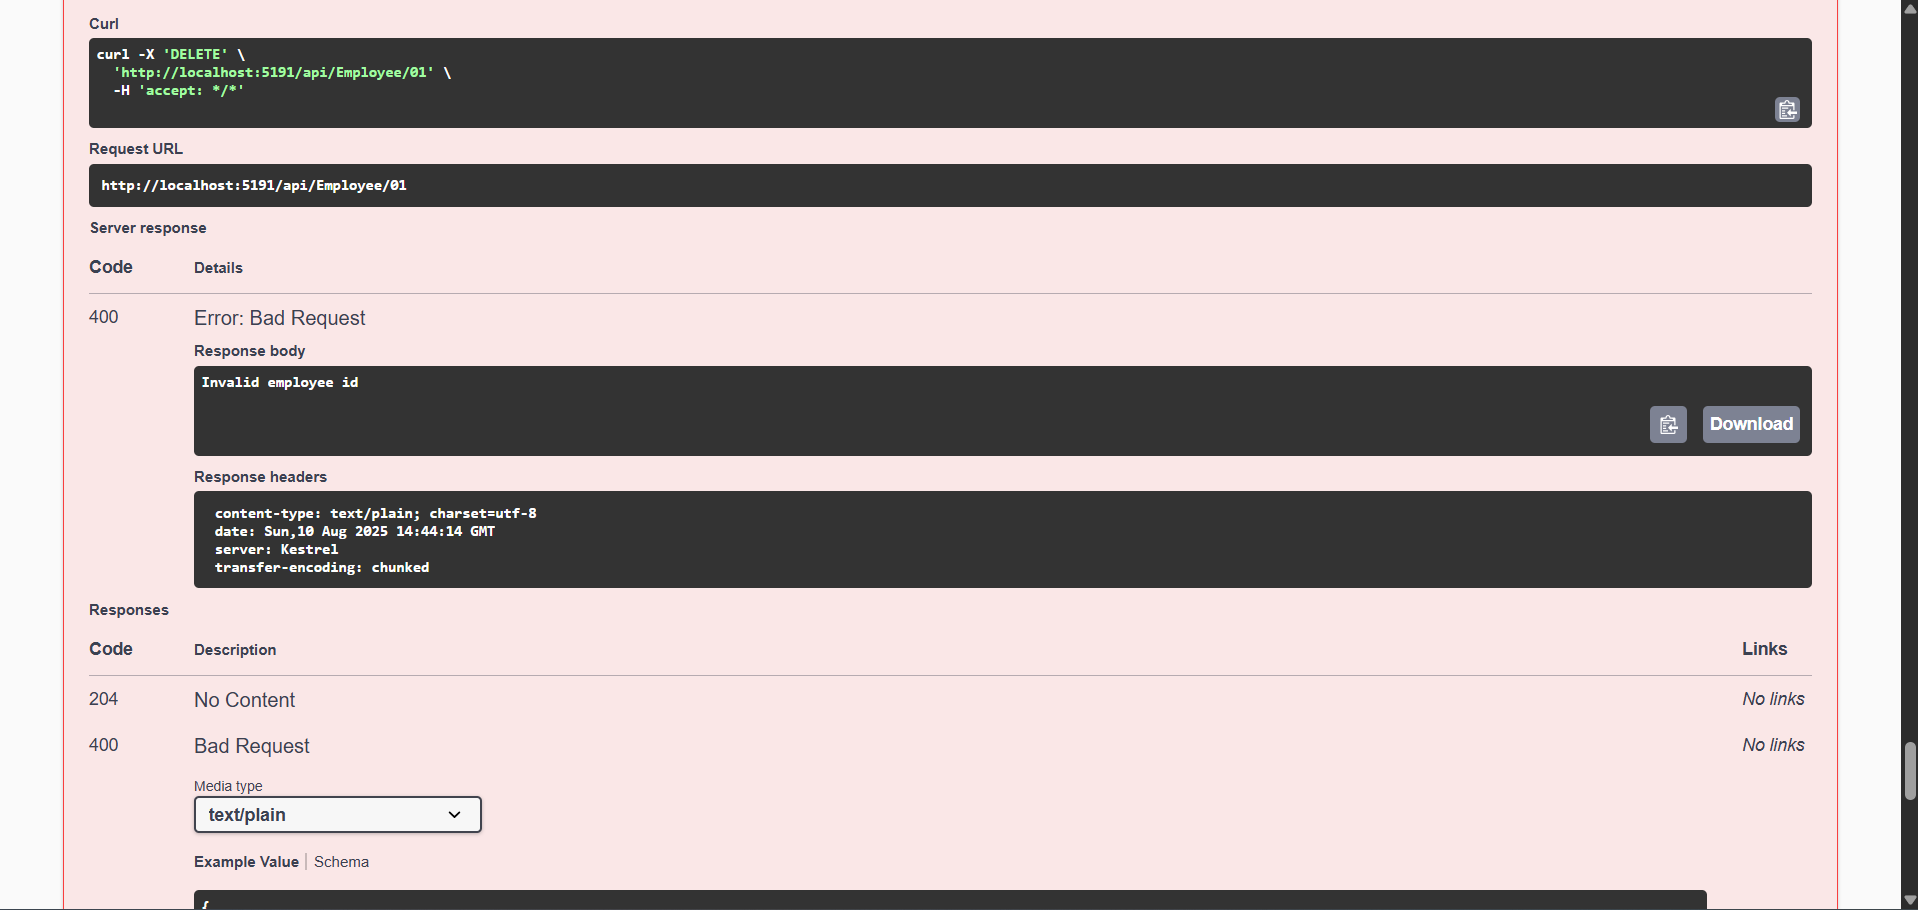 Curl
curl -X 'DELETE' \
'http://localhost:5191/api/Employee/01' \
-H 'accept: */*'
Request URL
http://localhost:5191/api/Employee/01
Server response
Code Details
400 Error: Bad Request
Response body
Invalid employee id
Download
Response headers
content-type: text/plain; charset=utf-8
date: Sun,10 Aug 2025 14:44:14 GMT
server: Kestrel
transfer-encoding: chunked
Responses
Code Description Links
204 No Content No links
400 Bad Request No links
Media type
text/plain
Example Value Schema
{